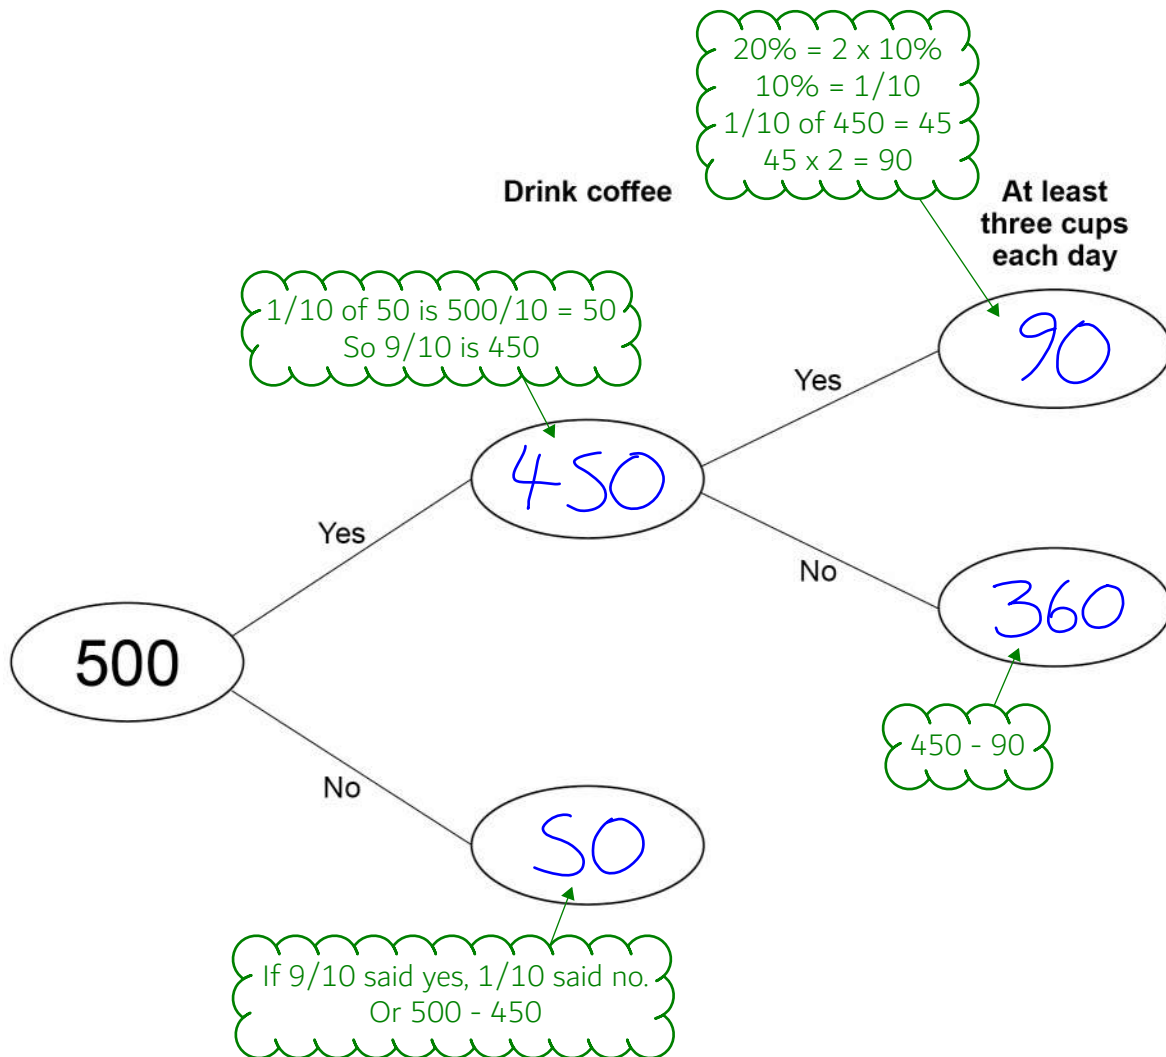 20% = 2 x 10%
10% = 1/10
1/10 of 450 = 45
45 x 2 = 90
Drink coffee
At least
three cups
each day
1/10 of 50 is 500/10 = 50
So 9/10 is 450
90
Yes
450
Yes
No
360
500
450 - 90
No
50
If 9/10 said yes, 1/10 said no.
Or 500 - 450